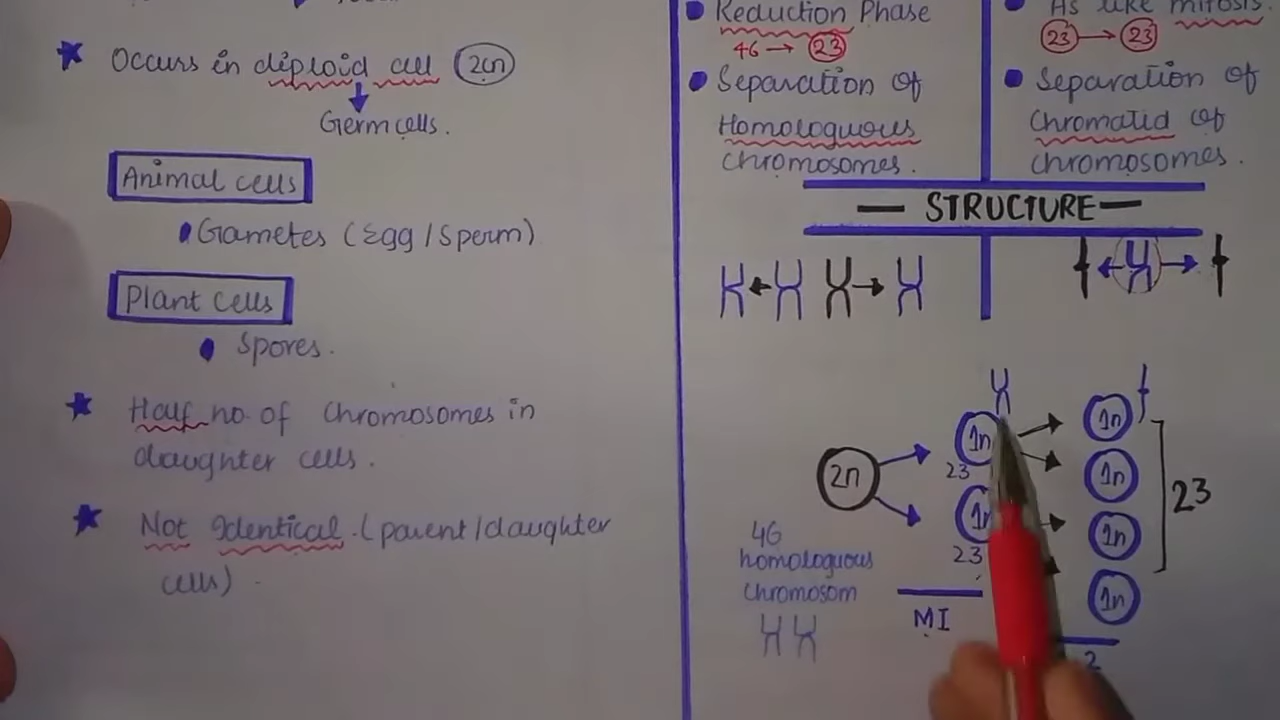 Occurs in diploid cell (2n)
Germ cells.
Animal cells
Gametes (Egg / Sperm)
Plant cells
Spores.
Half no. of chromosomes in
daughter cells.
Not Identical. (parent/daughter
cells)
Reduction Phase
46 → 23
Separation of
Homologuous
chromosomes.
As like mitosis.
23 → 23
Separation of
Chromatid of
chromosomes.
STRUCTURE
2n
1n
23
1n
23
1n
1n
1n
1n
23
46
homologuous
chromosom
MI
2